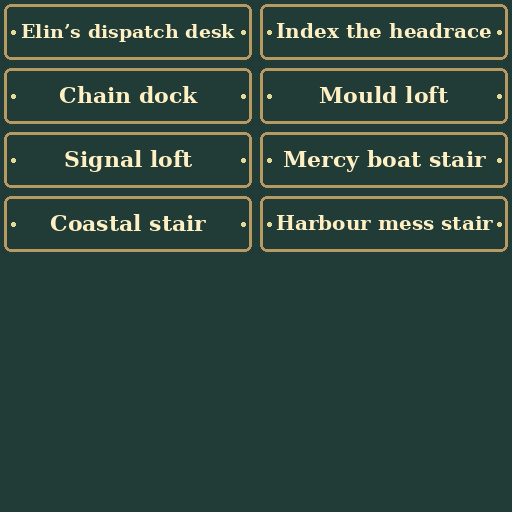 Elin’s dispatch desk
Index the headrace
Chain dock
Mould loft
Signal loft
Mercy boat stair
Coastal stair
Harbour mess stair